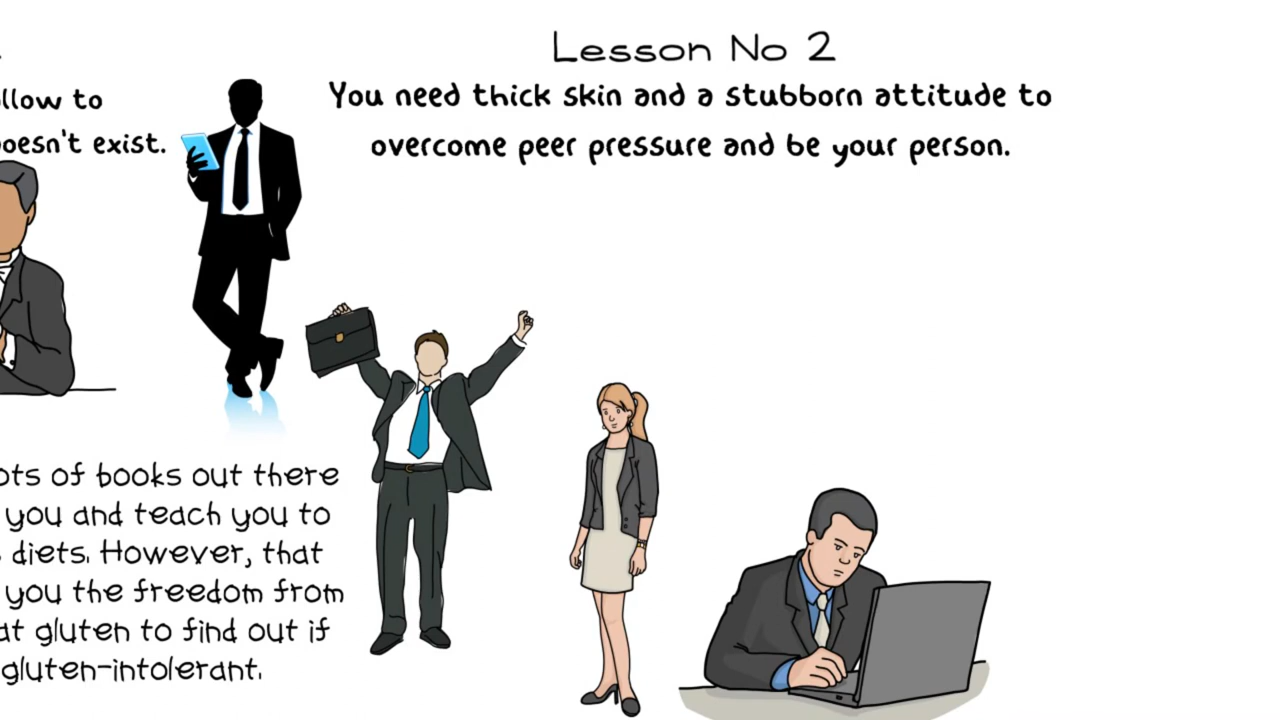 llow to
oesn't exist.
Lesson No 2
You need thick skin and a stubborn attitude to
overcome peer pressure and be your person.
ots of books out there
you and teach you to
diets. However, that
you the freedom from
at gluten to find out if
gluten-intolerant.